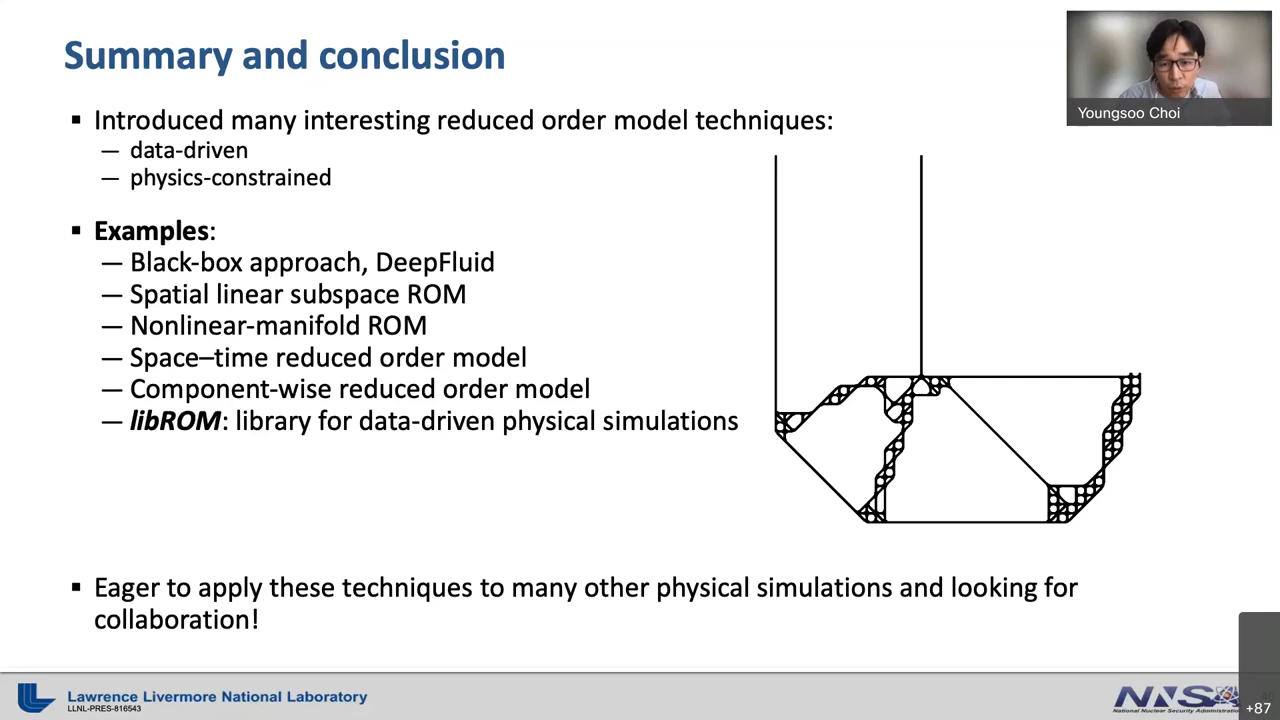 Summary and conclusion
Youngsoo Choi
▪ Introduced many interesting reduced order model techniques:
— data-driven
— physics-constrained
▪ Examples:
— Black-box approach, DeepFluid
— Spatial linear subspace ROM
— Nonlinear-manifold ROM
— Space–time reduced order model
— Component-wise reduced order model
— libROM: library for data-driven physical simulations
▪ Eager to apply these techniques to many other physical simulations and looking for
collaboration!
Lawrence Livermore National Laboratory
LLNL-PRES-816543
NNSA
National Nuclear Security Administration
+87